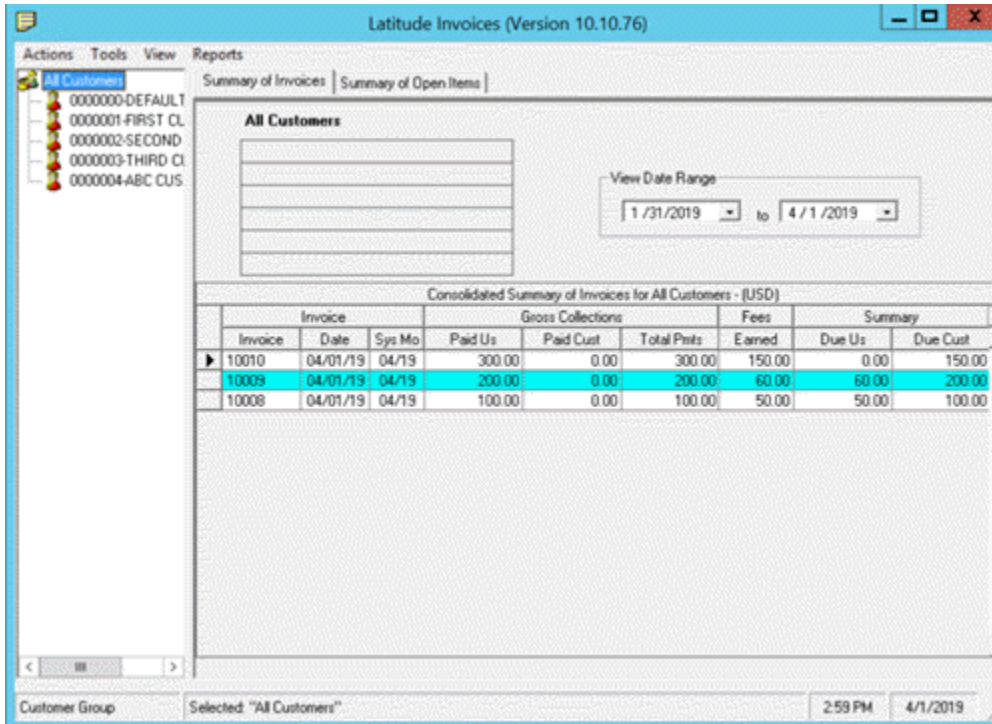 Latitude Invoices (Version 10.10.76)
Actions Tools View Reports
All Customers
0000000-DEFAULT
0000001-FIRST CL
0000002-SECOND
0000003-THIRD CL
0000004-ABC CUS
Summary of Invoices Summary of Open Items
All Customers
View Date Range
1 /31/2019 to 4 / 1 /2019
Consolidated Summary of Invoices for All Customers - (USD)
Invoice Gross Collections Fees Summary
Invoice Date Sys Mo Paid Us Paid Cust Total Pmts Earned Due Us Due Cust
10010 04/01/19 04/19 300.00 0.00 300.00 150.00 0.00 150.00
10009 04/01/19 04/19 200.00 0.00 200.00 60.00 60.00 200.00
10008 04/01/19 04/19 100.00 0.00 100.00 50.00 50.00 100.00
Customer Group Selected: "All Customers" 2:59 PM 4/1/2019